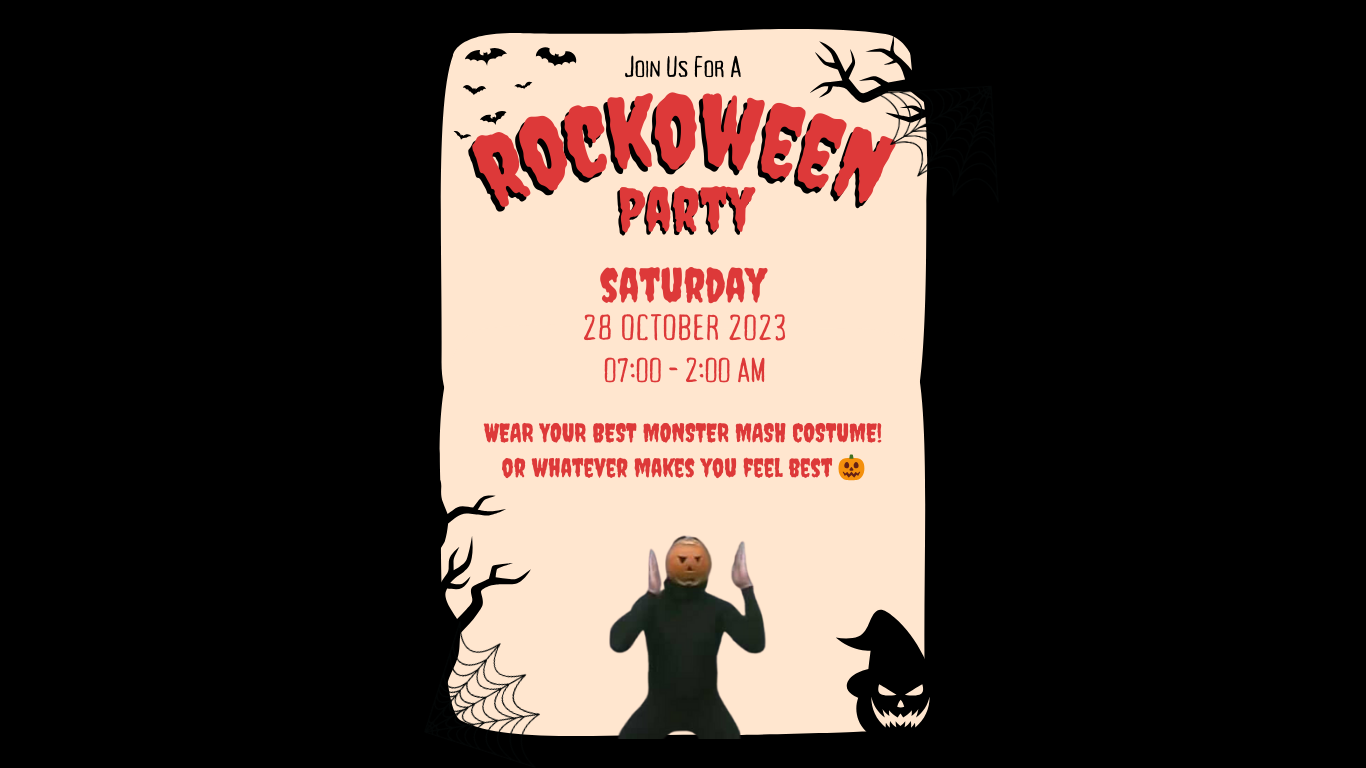 Join Us For A
ROCKOWEEN
PARTY
SATURDAY
28 OCTOBER 2023
07:00 - 2:00 AM
WEAR YOUR BEST MONSTER MASH COSTUME!
OR WHATEVER MAKES YOU FEEL BEST 🎃